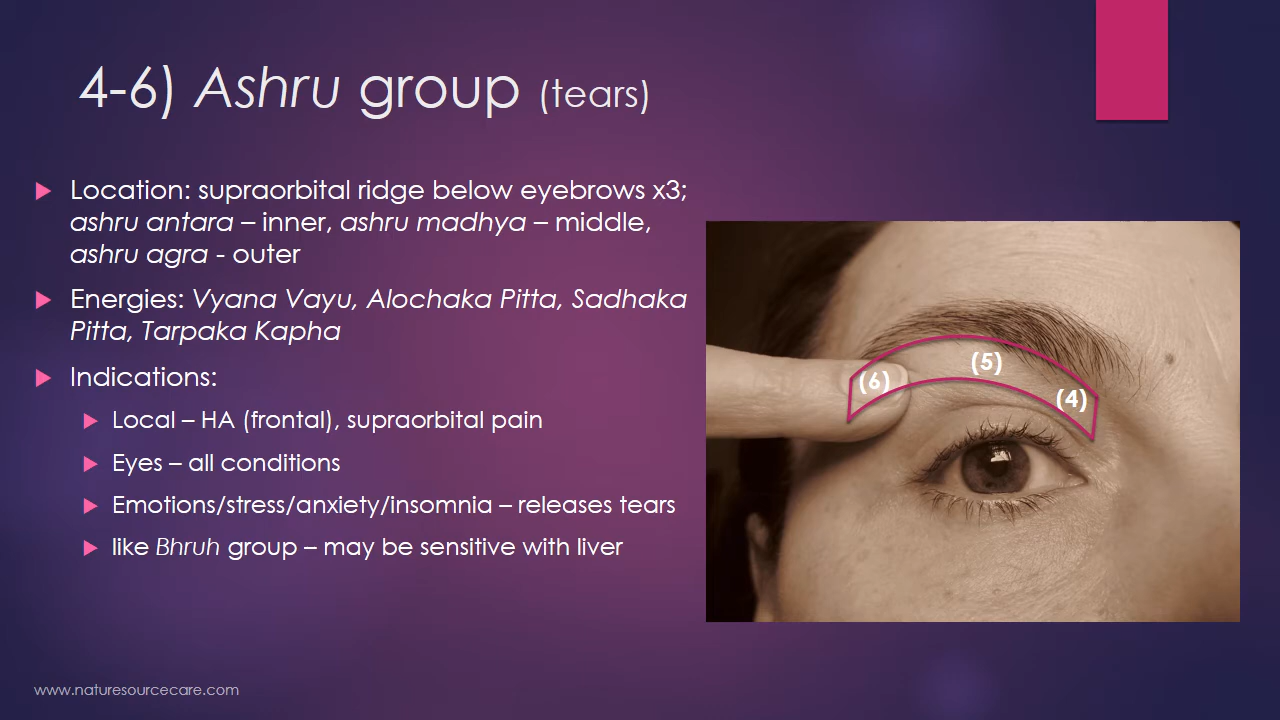 4-6) Ashru group (tears)
Location: supraorbital ridge below eyebrows x3;
ashru antara – inner, ashru madhya – middle,
ashru agra - outer
Energies: Vyana Vayu, Alochaka Pitta, Sadhaka
Pitta, Tarpaka Kapha
Indications:
Local – HA (frontal), supraorbital pain
Eyes – all conditions
Emotions/stress/anxiety/insomnia – releases tears
like Bhruh group – may be sensitive with liver
(5)
(6)
(4)
www.naturesourcecare.com